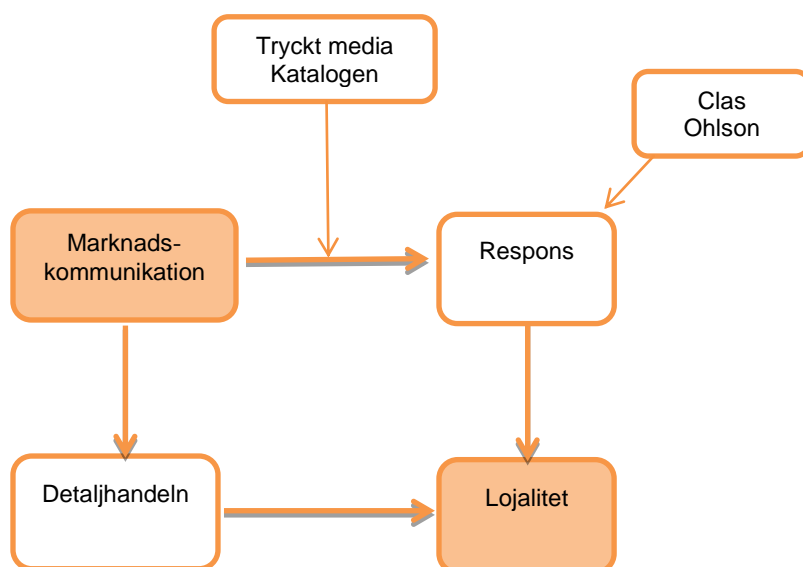 Tryckt media
Katalogen
Clas
Ohlson
Marknads-
kommunikation
Respons
Detaljhandeln
Lojalitet